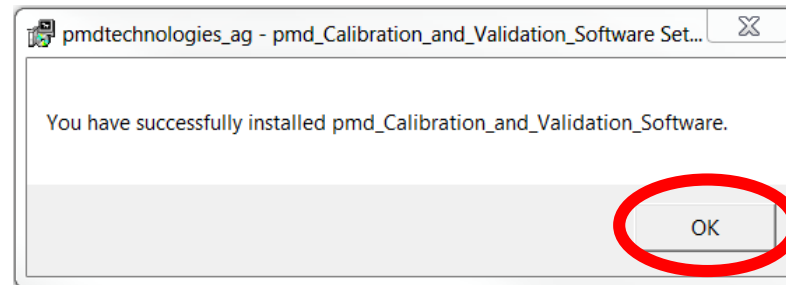 pmdtechnologies_ag - pmd_Calibration_and_Validation_Software Set...
You have successfully installed pmd_Calibration_and_Validation_Software.
OK